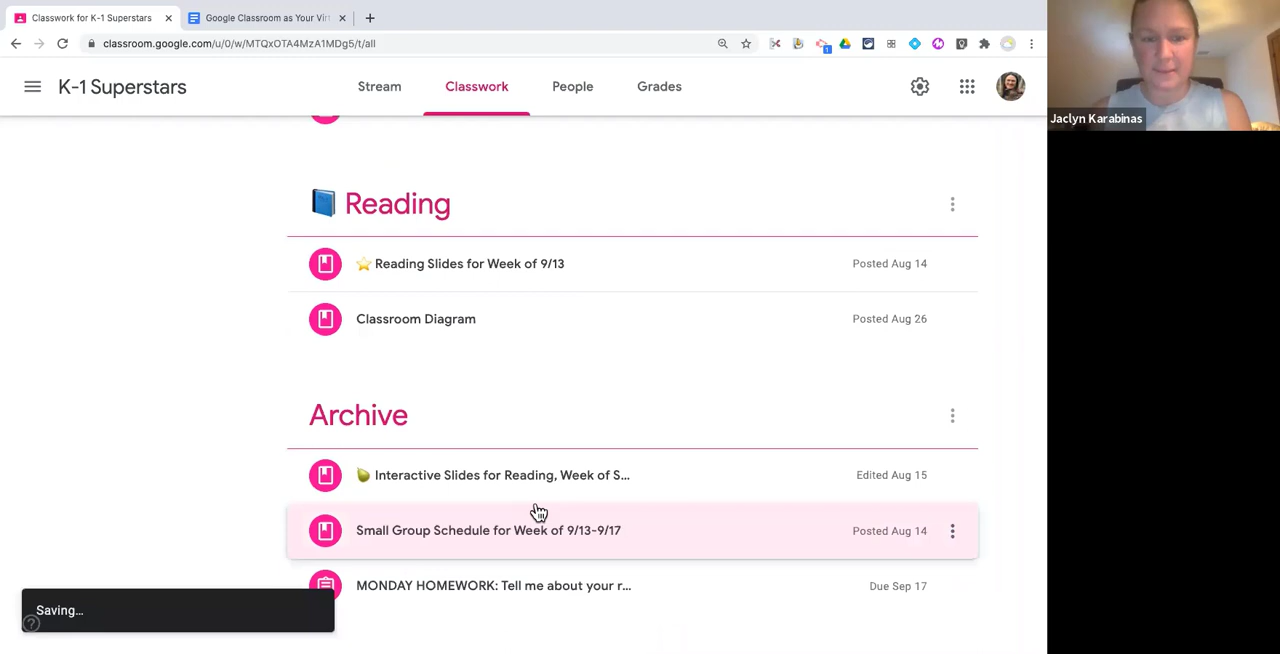 Classwork for K-1 Superstars
Google Classroom as Your Virt
classroom.google.com/u/0/w/MTQxOTA4MzA1MDg5/t/all
1
K-1 Superstars
Stream
Classwork
People
Grades
Jaclyn Karabinas
Reading
Reading Slides for Week of 9/13
Posted Aug 14
Classroom Diagram
Posted Aug 26
Archive
Interactive Slides for Reading, Week of S...
Edited Aug 15
Small Group Schedule for Week of 9/13-9/17
Posted Aug 14
MONDAY HOMEWORK: Tell me about your r...
Due Sep 17
Saving...
?